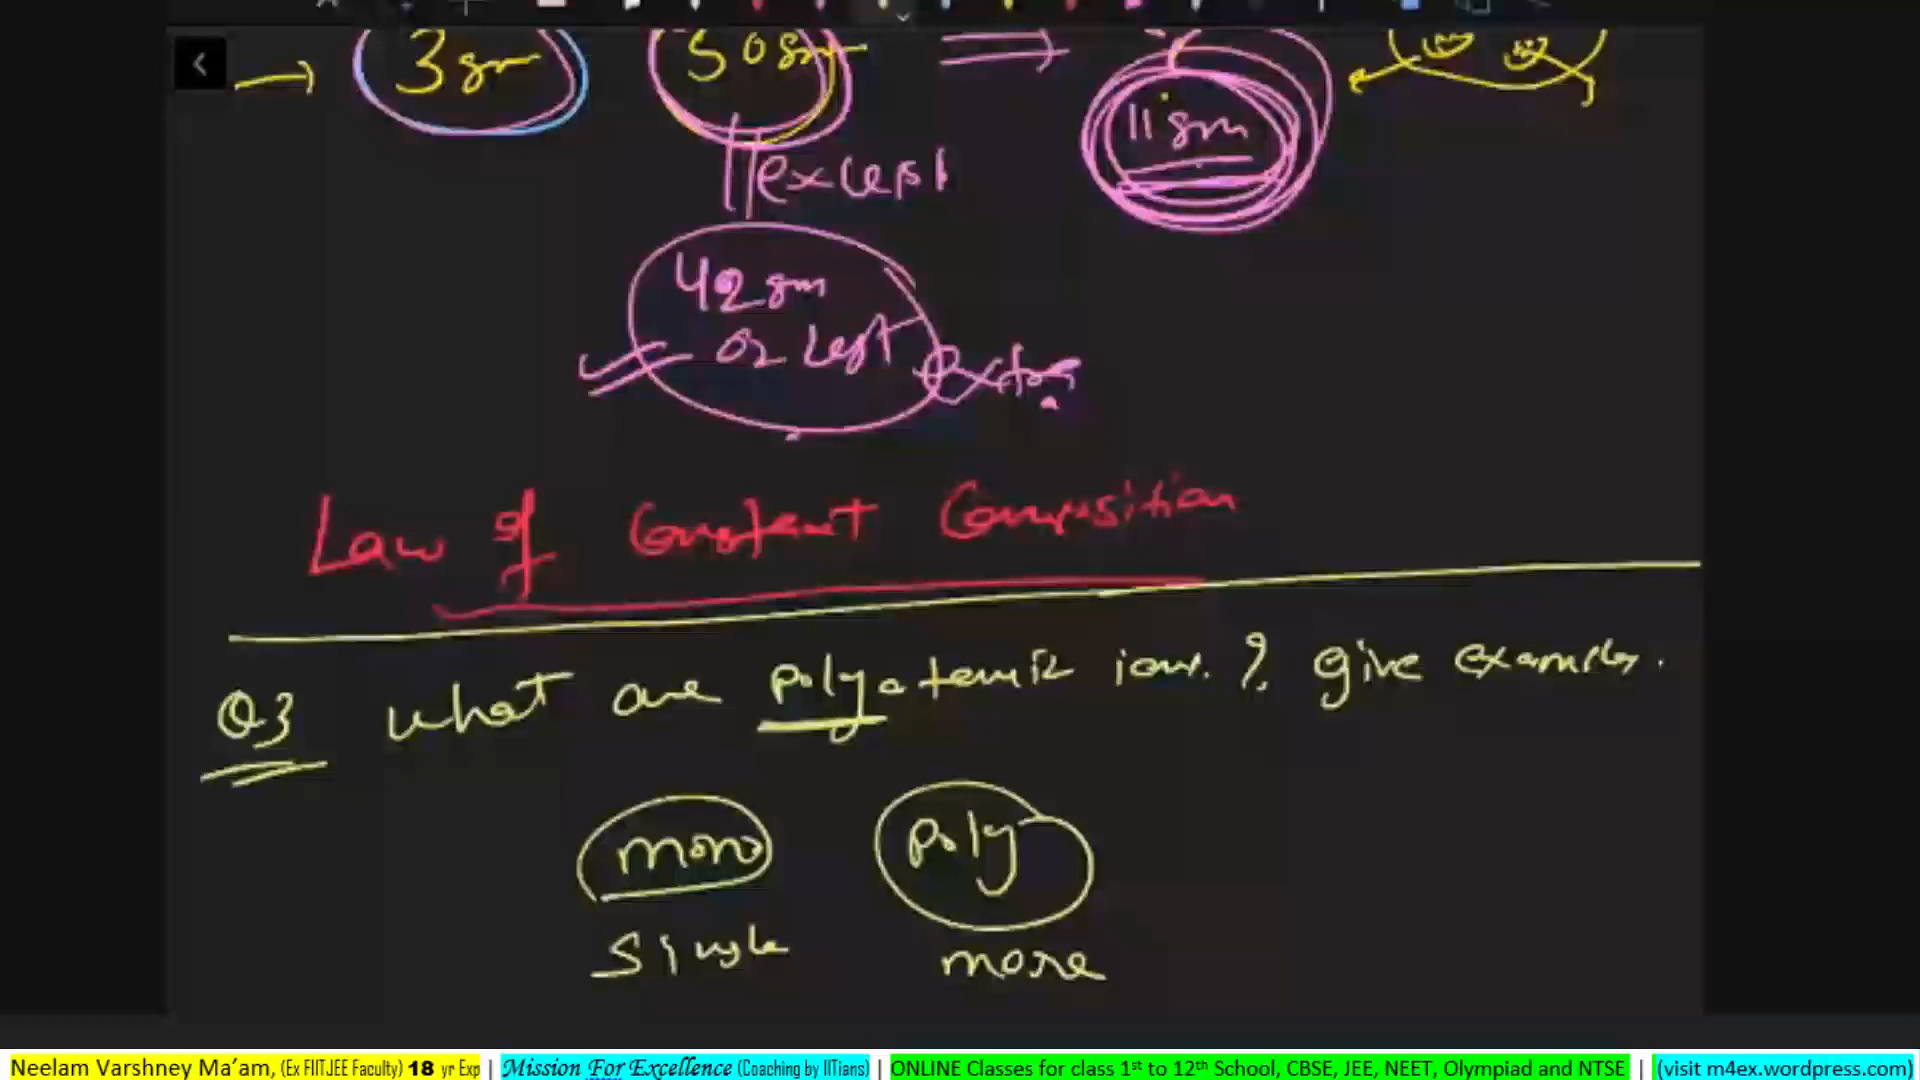 3 gm 50 gm
11 gm
excess
42 gm
O2 left
extra
Law of Constant Composition
Q3 what are polyatomic ions.? give examples.
mono poly
single more
Neelam Varshney Ma’am, (Ex FIITJEE Faculty) 18 yr Exp | Mission For Excellence (Coaching by IITians) | ONLINE Classes for class 1st to 12th School, CBSE, JEE, NEET, Olympiad and NTSE | (visit m4ex.wordpress.com)